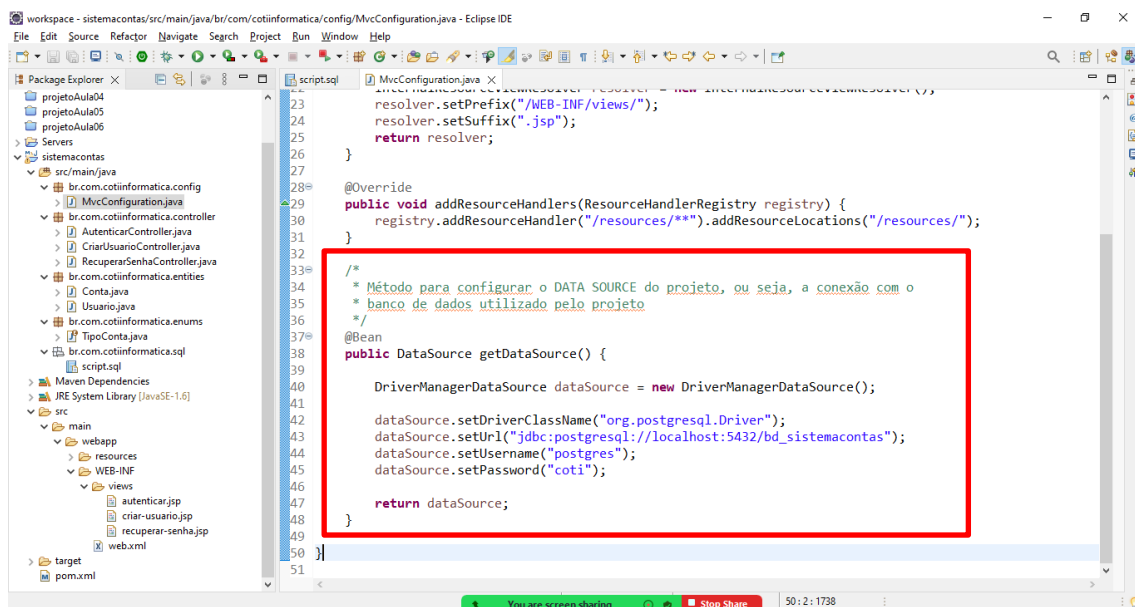 workspace - sistemacontas/src/main/java/br/com/cotiinformatica/config/MvcConfiguration.java - Eclipse IDE
File Edit Source Refactor Navigate Search Project Run Window Help
Package Explorer
projetoAula04
projetoAula05
projetoAula06
Servers
sistemacontas
src/main/java
br.com.cotiinformatica.config
MvcConfiguration.java
br.com.cotiinformatica.controller
AutenticarController.java
CriarUsuarioController.java
RecuperarSenhaController.java
br.com.cotiinformatica.entities
Conta.java
Usuario.java
br.com.cotiinformatica.enums
TipoConta.java
br.com.cotiinformatica.sql
script.sql
Maven Dependencies
JRE System Library [JavaSE-1.6]
src
main
webapp
resources
WEB-INF
views
autenticar.jsp
criar-usuario.jsp
recuperar-senha.jsp
web.xml
target
pom.xml
script.sql MvcConfiguration.java
22 InternalResourceViewResolver resolver = new InternalResourceViewResolver();
23 resolver.setPrefix("/WEB-INF/views/");
24 resolver.setSuffix(".jsp");
25 return resolver;
26 }
27
28 @Override
29 public void addResourceHandlers(ResourceHandlerRegistry registry) {
30 registry.addResourceHandler("/resources/**").addResourceLocations("/resources/");
31 }
32
33 /*
34 * Método para configurar o DATA SOURCE do projeto, ou seja, a conexão com o
35 * banco de dados utilizado pelo projeto
36 */
37 @Bean
38 public DataSource getDataSource() {
39
40 DriverManagerDataSource dataSource = new DriverManagerDataSource();
41
42 dataSource.setDriverClassName("org.postgresql.Driver");
43 dataSource.setUrl("jdbc:postgresql://localhost:5432/bd_sistemacontas");
44 dataSource.setUsername("postgres");
45 dataSource.setPassword("coti");
46
47 return dataSource;
48 }
49
50 }
51
You are screen sharing Stop Share
50 : 2 : 1738